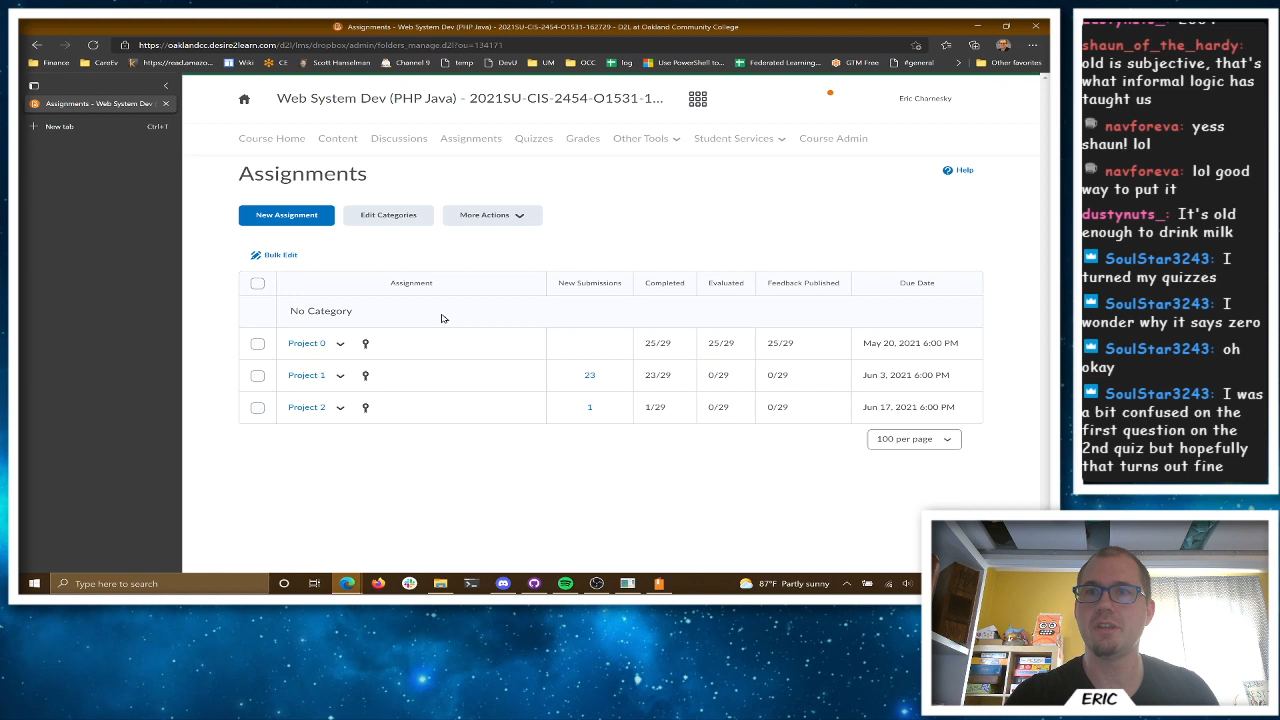 Assignments - Web System Dev (PHP Java) - 2021SU-CIS-2454-O1531-162729 - D2L at Oakland Community College
https://oaklandcc.desire2learn.com/d2l/lms/dropbox/admin/folders_manage.d2l?ou=134171
Finance CareEv https://read.amazo... Wiki CE Scott Hanselman Channel 9 temp DevU UM OCC log Use PowerShell to... Federated Learning... GTM Free #general Other favorites
Assignments - Web System Dev
New tab Ctrl+T
Web System Dev (PHP Java) - 2021SU-CIS-2454-O1531-1...
Eric Charnesky
Course Home Content Discussions Assignments Quizzes Grades Other Tools Student Services Course Admin
Assignments
Help
New Assignment Edit Categories More Actions
Bulk Edit
Assignment New Submissions Completed Evaluated Feedback Published Due Date
No Category
Project 0 25/29 25/29 25/29 May 20, 2021 6:00 PM
Project 1 23 23/29 0/29 0/29 Jun 3, 2021 6:00 PM
Project 2 1 1/29 0/29 0/29 Jun 17, 2021 6:00 PM
100 per page
Type here to search
87°F Partly sunny
shaun_of_the_hardy:
old is subjective, that's
what informal logic has
taught us
navforeva: yess
shaun! lol
navforeva: lol good
way to put it
dustynuts_: It's old
enough to drink milk
SoulStar3243: I
turned my quizzes
SoulStar3243: I
wonder why it says zero
SoulStar3243: oh
okay
SoulStar3243: I was
a bit confused on the
first question on the
2nd quiz but hopefully
that turns out fine
ERIC